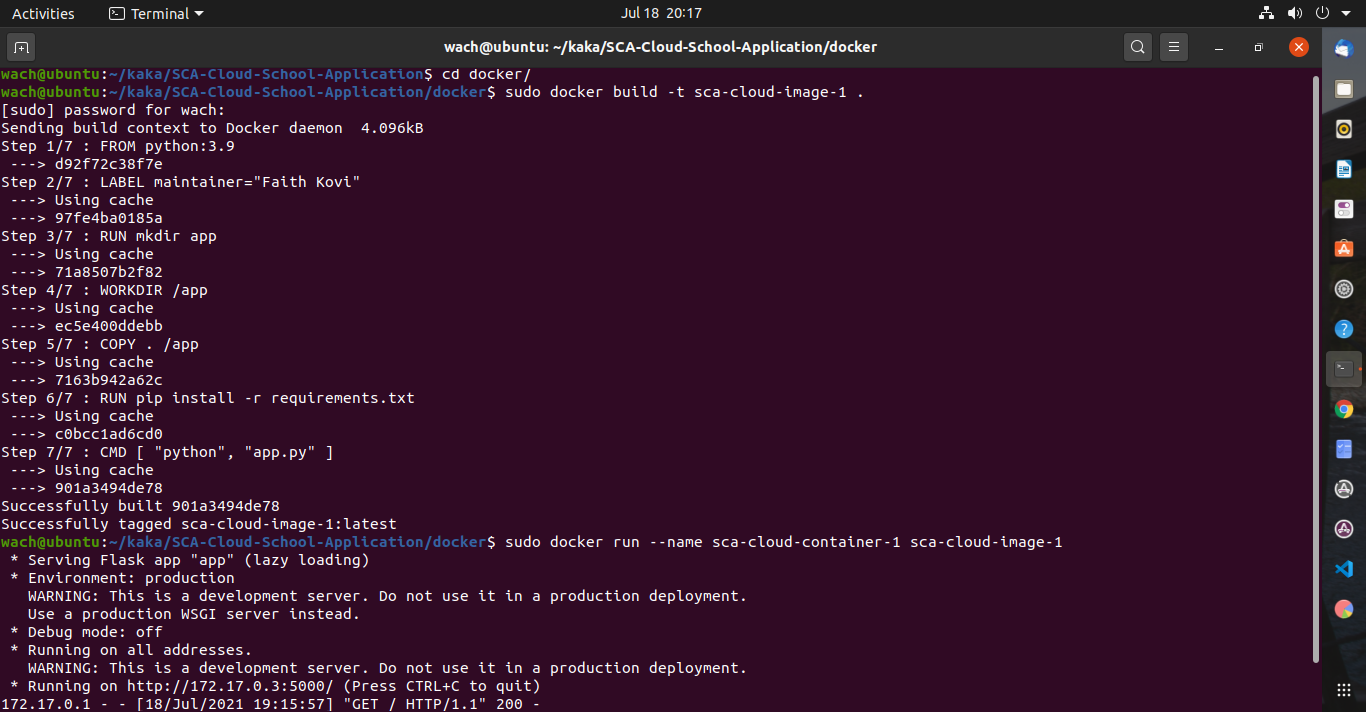 Activities Terminal Jul 18 20:17
wach@ubuntu: ~/kaka/SCA-Cloud-School-Application/docker
wach@ubuntu:~/kaka/SCA-Cloud-School-Application$ cd docker/
wach@ubuntu:~/kaka/SCA-Cloud-School-Application/docker$ sudo docker build -t sca-cloud-image-1 .
[sudo] password for wach:
Sending build context to Docker daemon  4.096kB
Step 1/7 : FROM python:3.9
 ---> d92f72c38f7e
Step 2/7 : LABEL maintainer="Faith Kovi"
 ---> Using cache
 ---> 97fe4ba0185a
Step 3/7 : RUN mkdir app
 ---> Using cache
 ---> 71a8507b2f82
Step 4/7 : WORKDIR /app
 ---> Using cache
 ---> ec5e400ddebb
Step 5/7 : COPY . /app
 ---> Using cache
 ---> 7163b942a62c
Step 6/7 : RUN pip install -r requirements.txt
 ---> Using cache
 ---> c0bcc1ad6cd0
Step 7/7 : CMD [ "python", "app.py" ]
 ---> Using cache
 ---> 901a3494de78
Successfully built 901a3494de78
Successfully tagged sca-cloud-image-1:latest
wach@ubuntu:~/kaka/SCA-Cloud-School-Application/docker$ sudo docker run --name sca-cloud-container-1 sca-cloud-image-1
 * Serving Flask app "app" (lazy loading)
 * Environment: production
   WARNING: This is a development server. Do not use it in a production deployment.
   Use a production WSGI server instead.
 * Debug mode: off
 * Running on all addresses.
   WARNING: This is a development server. Do not use it in a production deployment.
 * Running on http://172.17.0.3:5000/ (Press CTRL+C to quit)
172.17.0.1 - - [18/Jul/2021 19:15:57] "GET / HTTP/1.1" 200 -